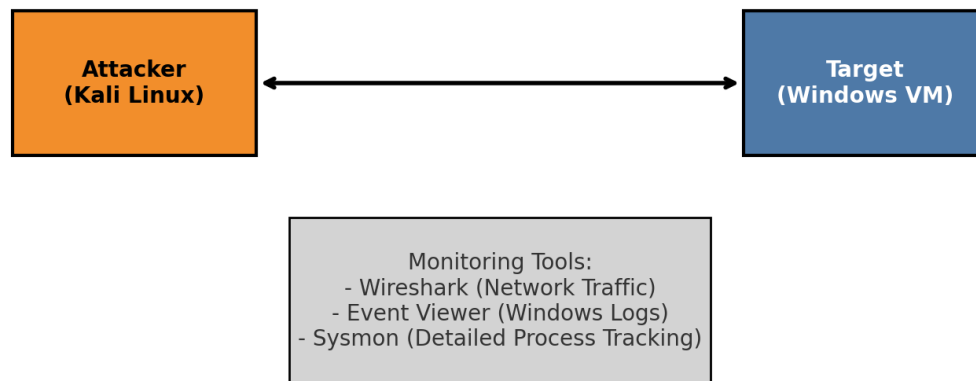 Attacker
(Kali Linux)
Target
(Windows VM)
Monitoring Tools:
- Wireshark (Network Traffic)
- Event Viewer (Windows Logs)
- Sysmon (Detailed Process Tracking)